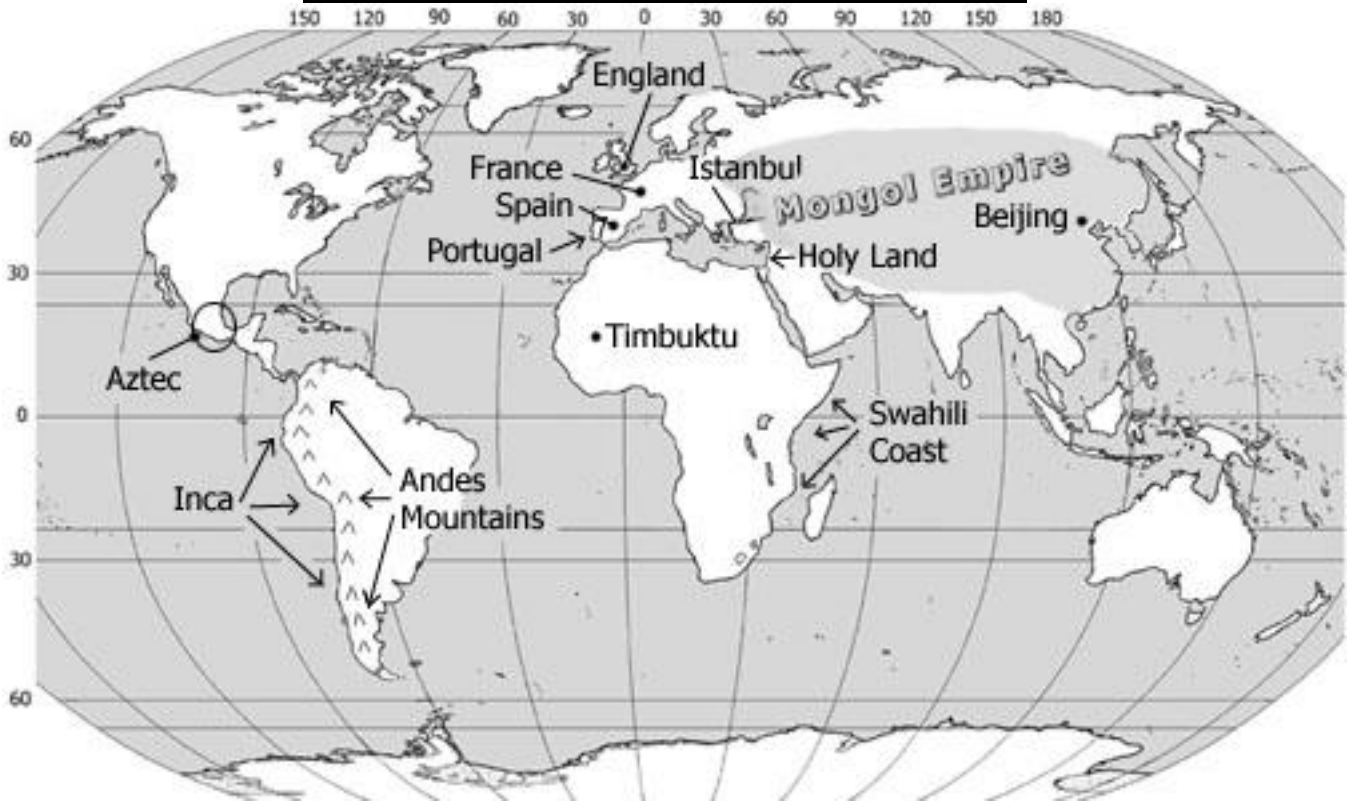 150 120 90 60 30 0 30 60 90 120 150 180
England
60
France
Istanbul
Mongol Empire
Spain
Beijing
Portugal
Holy Land
30
Timbuktu
Aztec
0
Swahili
Coast
Inca
Andes
Mountains
30
60